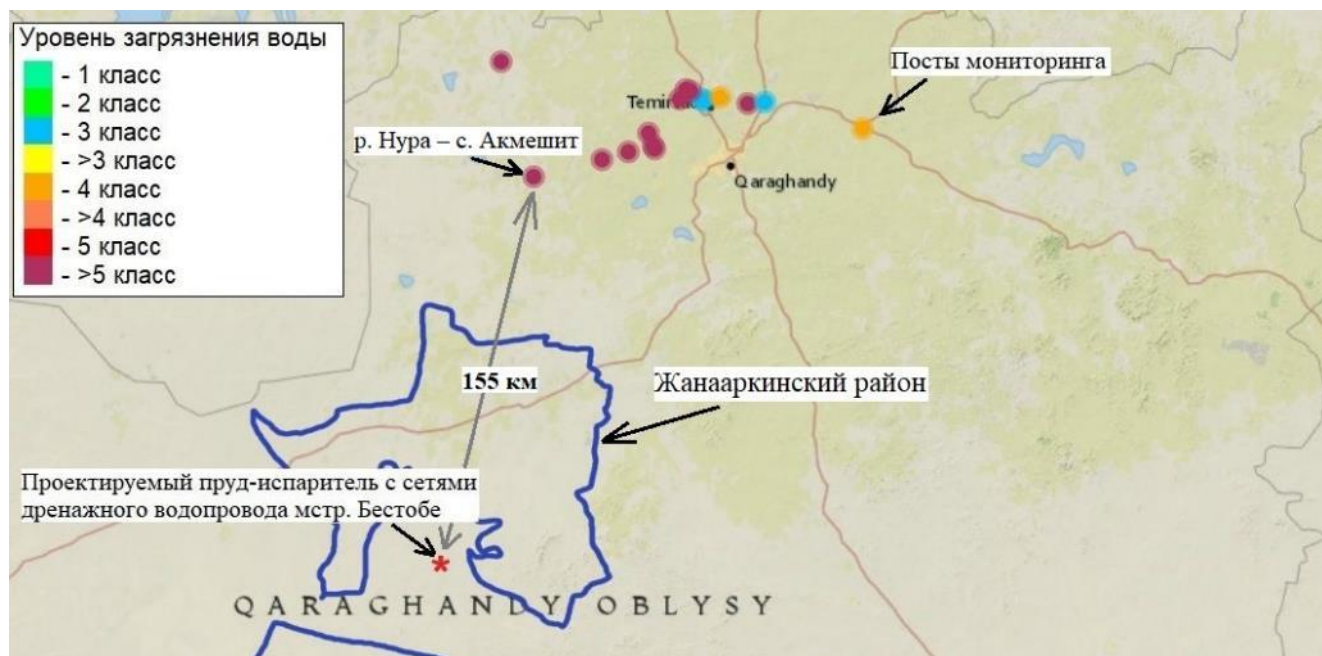 Уровень загрязнения воды
- 1 класс
- 2 класс
- 3 класс
- >3 класс
- 4 класс
- >4 класс
- 5 класс
- >5 класс
Посты мониторинга
р. Нура – с. Акмешит
Qaraghandy
155 км
Жанааркинский район
Проектируемый пруд-испаритель с сетями
дренажного водопровода мстр. Бестобе
*
QARAGHANDY OBLYSY